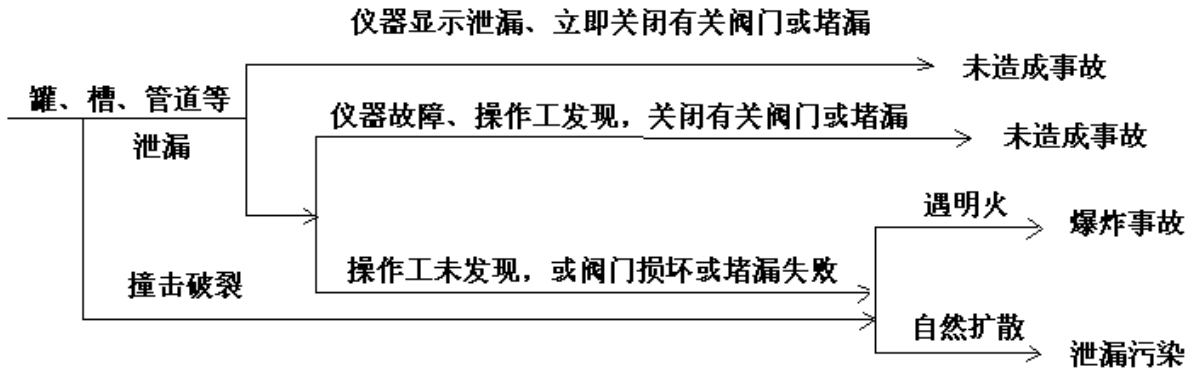 仪器显示泄漏、立即关闭有关阀门或堵漏
未造成事故
罐、槽、管道等
泄漏
仪器故障、操作工发现，关闭有关阀门或堵漏
未造成事故
遇明火
爆炸事故
操作工未发现，或阀门损坏或堵漏失败
撞击破裂
自然扩散
泄漏污染